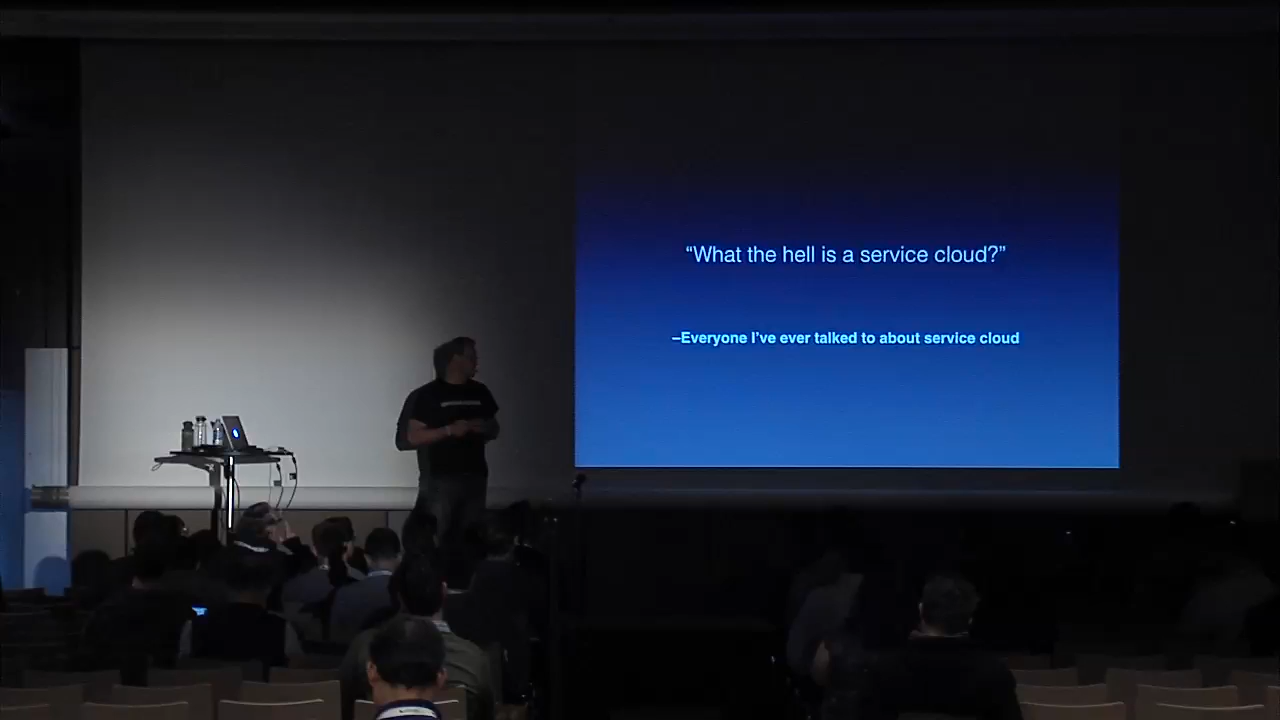 “What the hell is a service cloud?”
–Everyone I’ve ever talked to about service cloud